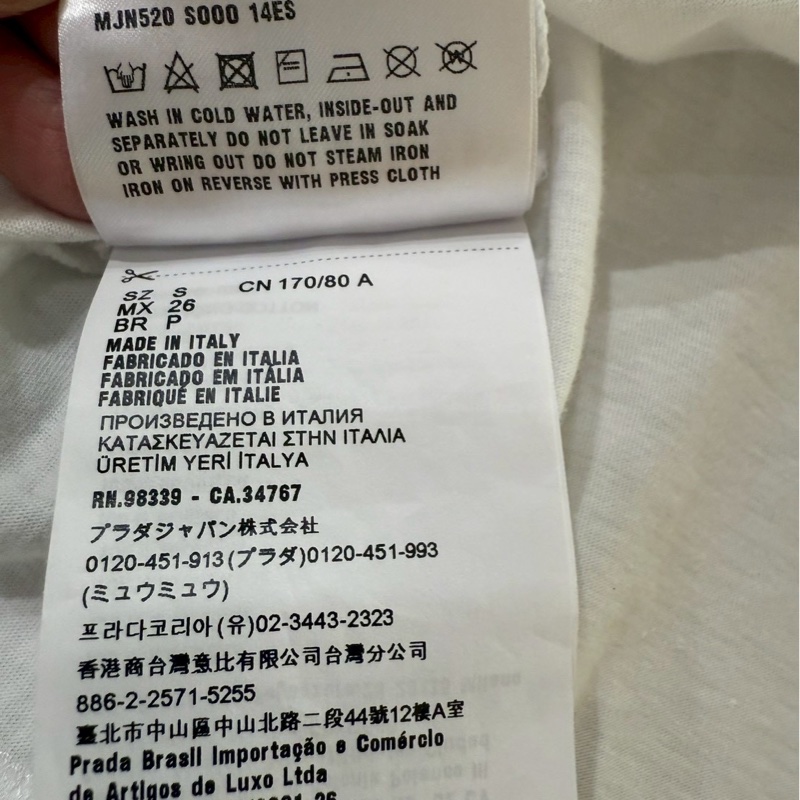 MJN520 S000 14ES
WASH IN COLD WATER, INSIDE-OUT AND
SEPARATELY DO NOT LEAVE IN SOAK
OR WRING OUT DO NOT STEAM IRON
IRON ON REVERSE WITH PRESS CLOTH
SZ S CN 170/80 A
MX 26
BR P
MADE IN ITALY
FABRICADO EN ITALIA
FABRICADO EM ITÁLIA
FABRIQUÉ EN ITALIE
ПРОИЗВЕДЕНО В ИТАЛИЯ
ΚΑΤΑΣΚΕΥΑΖΕΤΑΙ ΣΤΗΝ ΙΤΑΛΙΑ
ÜRETİM YERİ İTALYA
RN.98339 - CA.34767
プラダジャパン株式会社
0120-451-913(プラダ)0120-451-993
(ミュウミュウ)
프라다코리아(유)02-3443-2323
香港商台灣意比有限公司台灣分公司
886-2-2571-5255
臺北市中山區中山北路二段44號12樓A室
Prada Brasil Importação e Comércio
de Artigos de Luxo Ltda